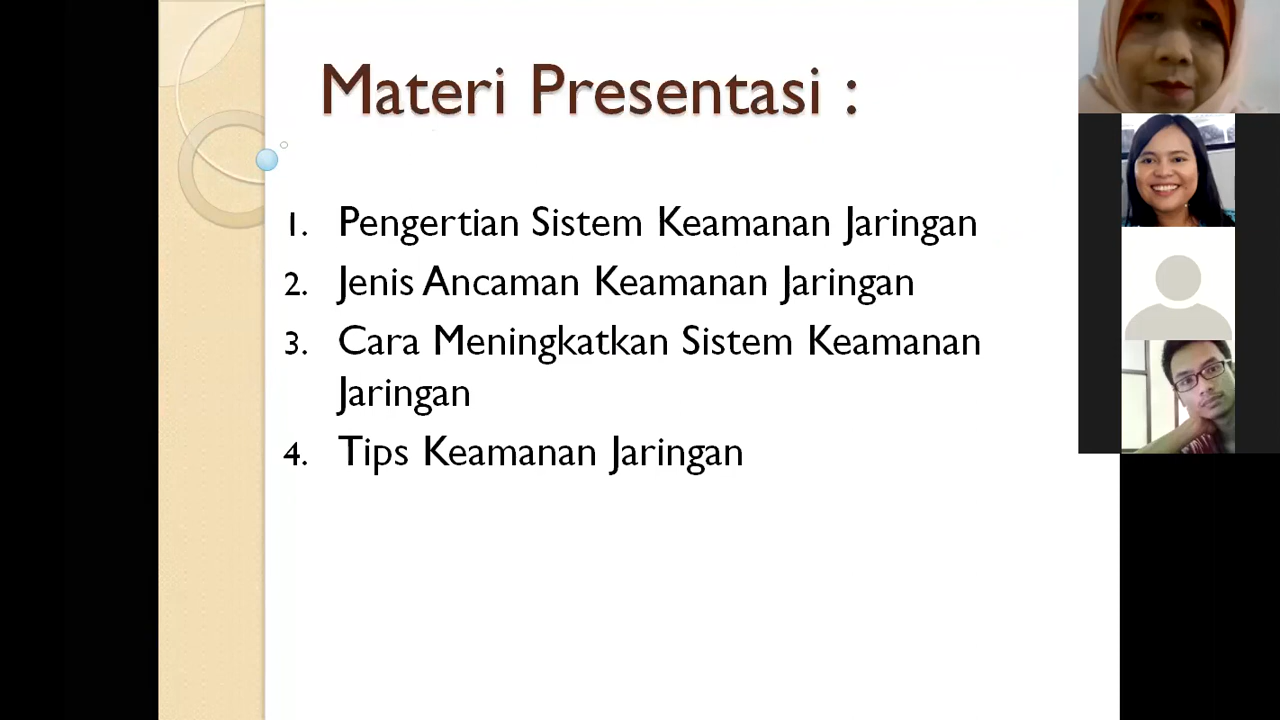 Materi Presentasi :
1. Pengertian Sistem Keamanan Jaringan
2. Jenis Ancaman Keamanan Jaringan
3. Cara Meningkatkan Sistem Keamanan
Jaringan
4. Tips Keamanan Jaringan